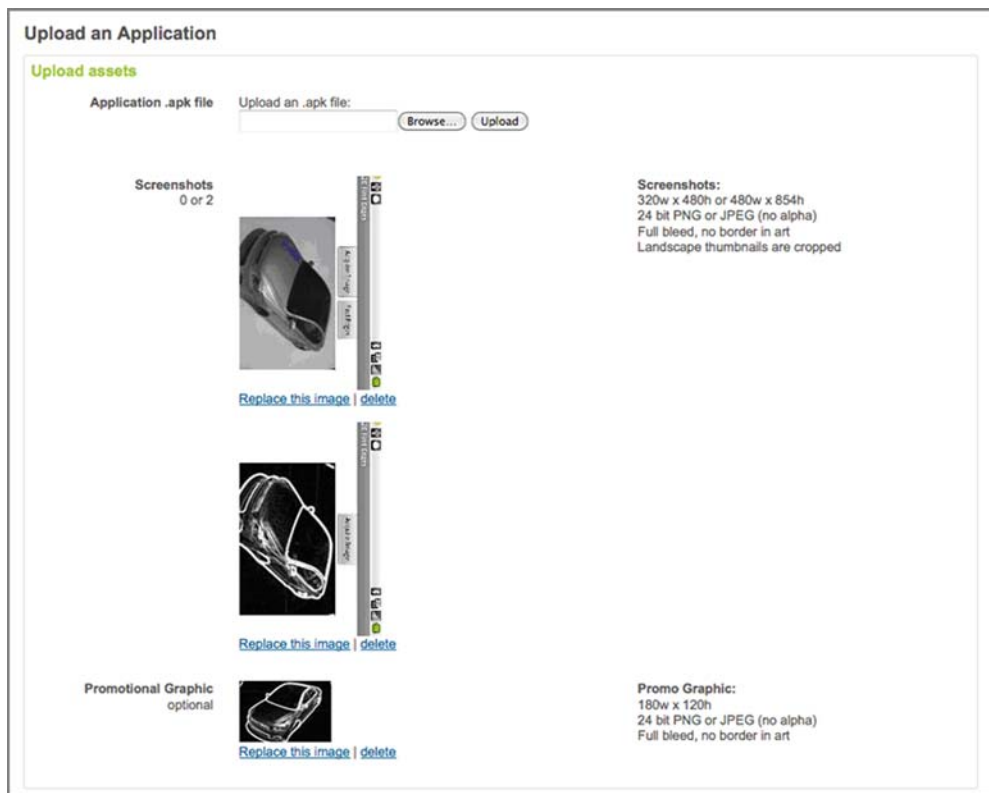 Upload an Application
Upload assets
Application .apk file
Upload an .apk file:
Browse...
Upload
Screenshots
0 or 2
Screenshots:
320w x 480h or 480w x 854h
24 bit PNG or JPEG (no alpha)
Full bleed, no border in art
Landscape thumbnails are cropped
Replace this image | delete
Replace this image | delete
Promotional Graphic
optional
Promo Graphic:
180w x 120h
24 bit PNG or JPEG (no alpha)
Full bleed, no border in art
Replace this image | delete